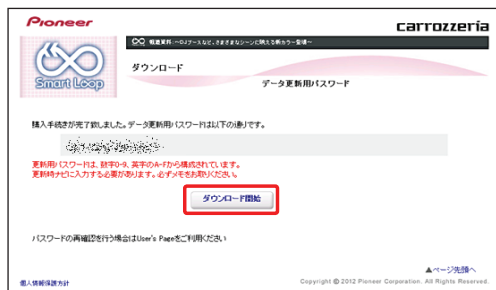 Pioneer
carrozzeria
Smart Loop
ダウンロード
データ更新用パスワード
購入手続きが完了致しました。データ更新用パスワードは以下の通りです。
更新用パスワードは、数字0-9、英字のA-Fから構成されています。
更新時ナビに入力する必要があります。必ずメモをお取りください。
ダウンロード開始
パスワードの再確認を行う場合はUser's Pageをご利用ください
▲ページ先頭へ
個人情報保護方針
Copyright © 2012 Pioneer Corporation. All Rights Reserved.